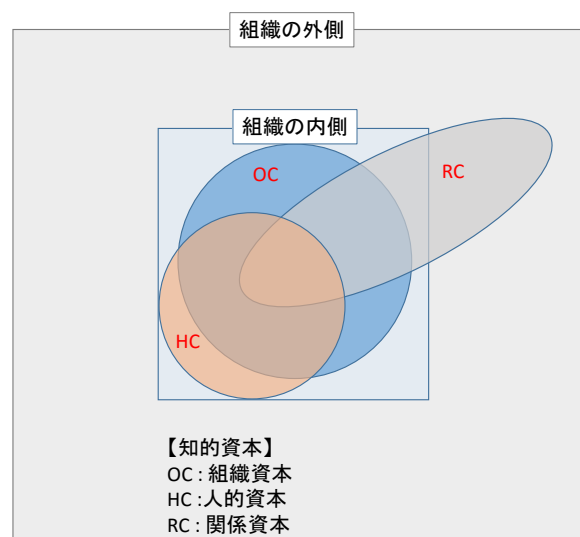 組織の外側
組織の内側
OC
RC
HC
【知的資本】
OC : 組織資本
HC :人的資本
RC : 関係資本